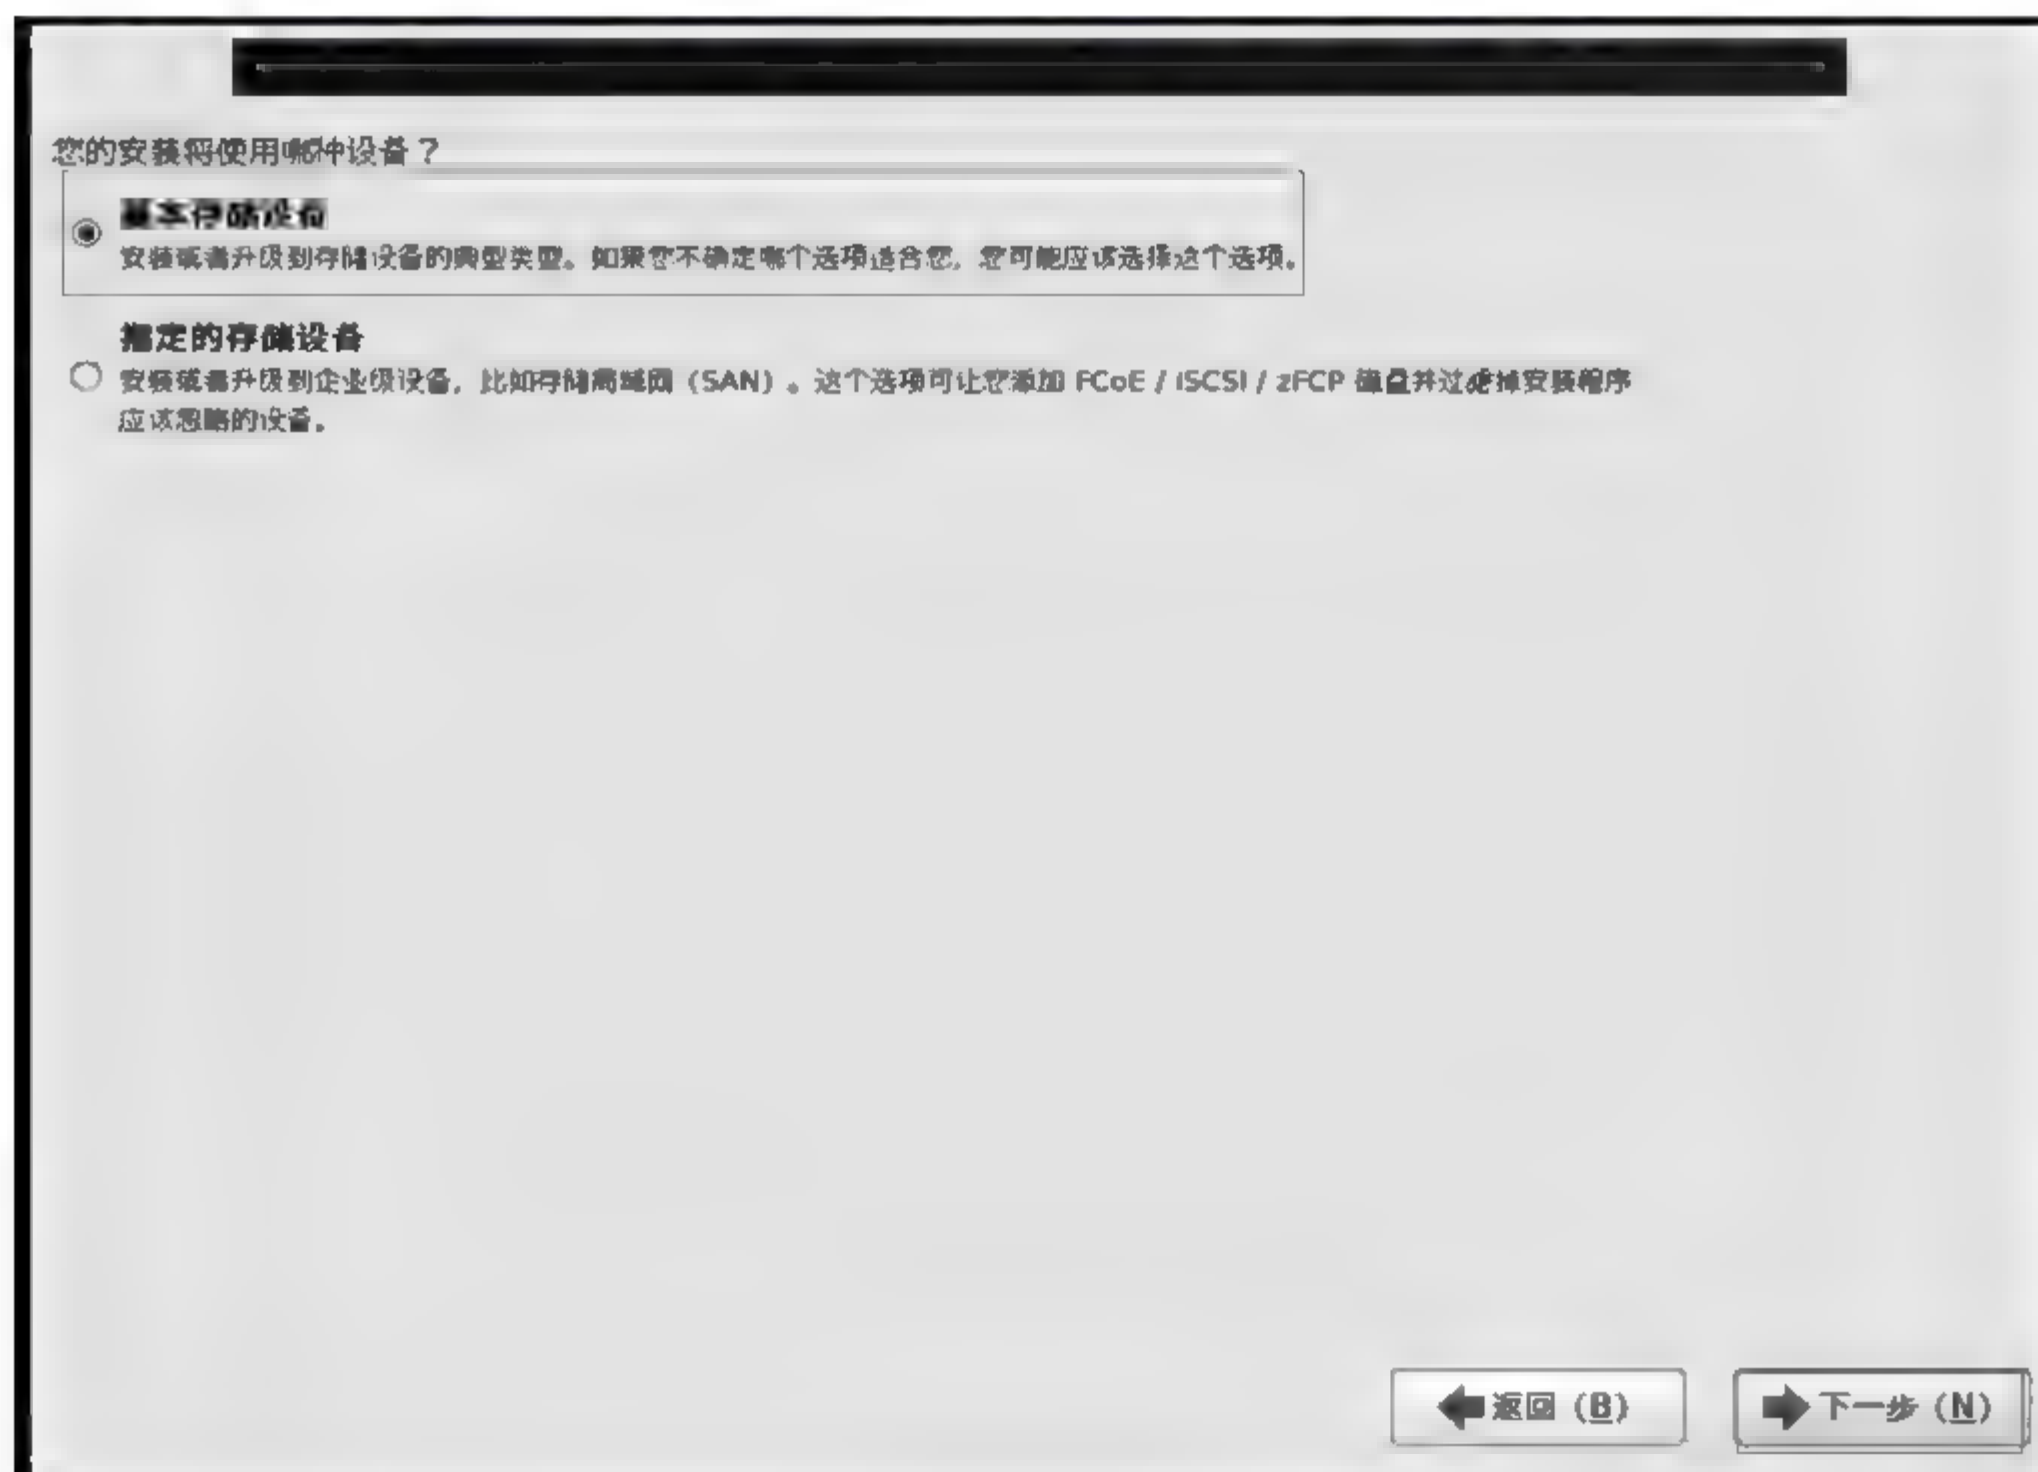 您的安装将使用哪种设备？
基本存储设备
安装或者升级到存储设备的典型类型。如果您不确定哪个选项适合您，您可能应该选择这个选项。
指定的存储设备
安装或者升级到企业级设备，比如存储局域网（SAN）。这个选项可让您添加 FCoE / iSCSI / zFCP 磁盘并过滤掉安装程序
应该忽略的设备。
返回（B）
下一步（N）